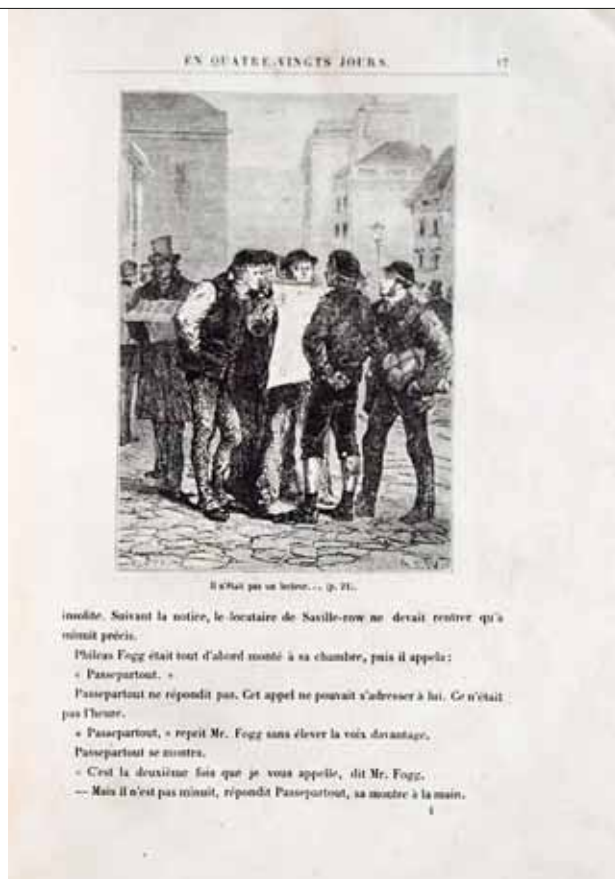 EN QUATRE-VINGTS JOURS. 17
Il n'était pas un lecteur... (p. 21).
insolite. Suivant la notice, le locataire de Saville-row ne devait rentrer qu'à
minuit précis.
Phileas Fogg était tout d'abord monté à sa chambre, puis il appela :
« Passepartout. »
Passepartout ne répondit pas. Cet appel ne pouvait s'adresser à lui. Ce n'était
pas l'heure.
« Passepartout, » reprit Mr. Fogg sans élever la voix davantage.
Passepartout se montra.
« C'est la deuxième fois que je vous appelle, dit Mr. Fogg.
— Mais il n'est pas minuit, répondit Passepartout, sa montre à la main.